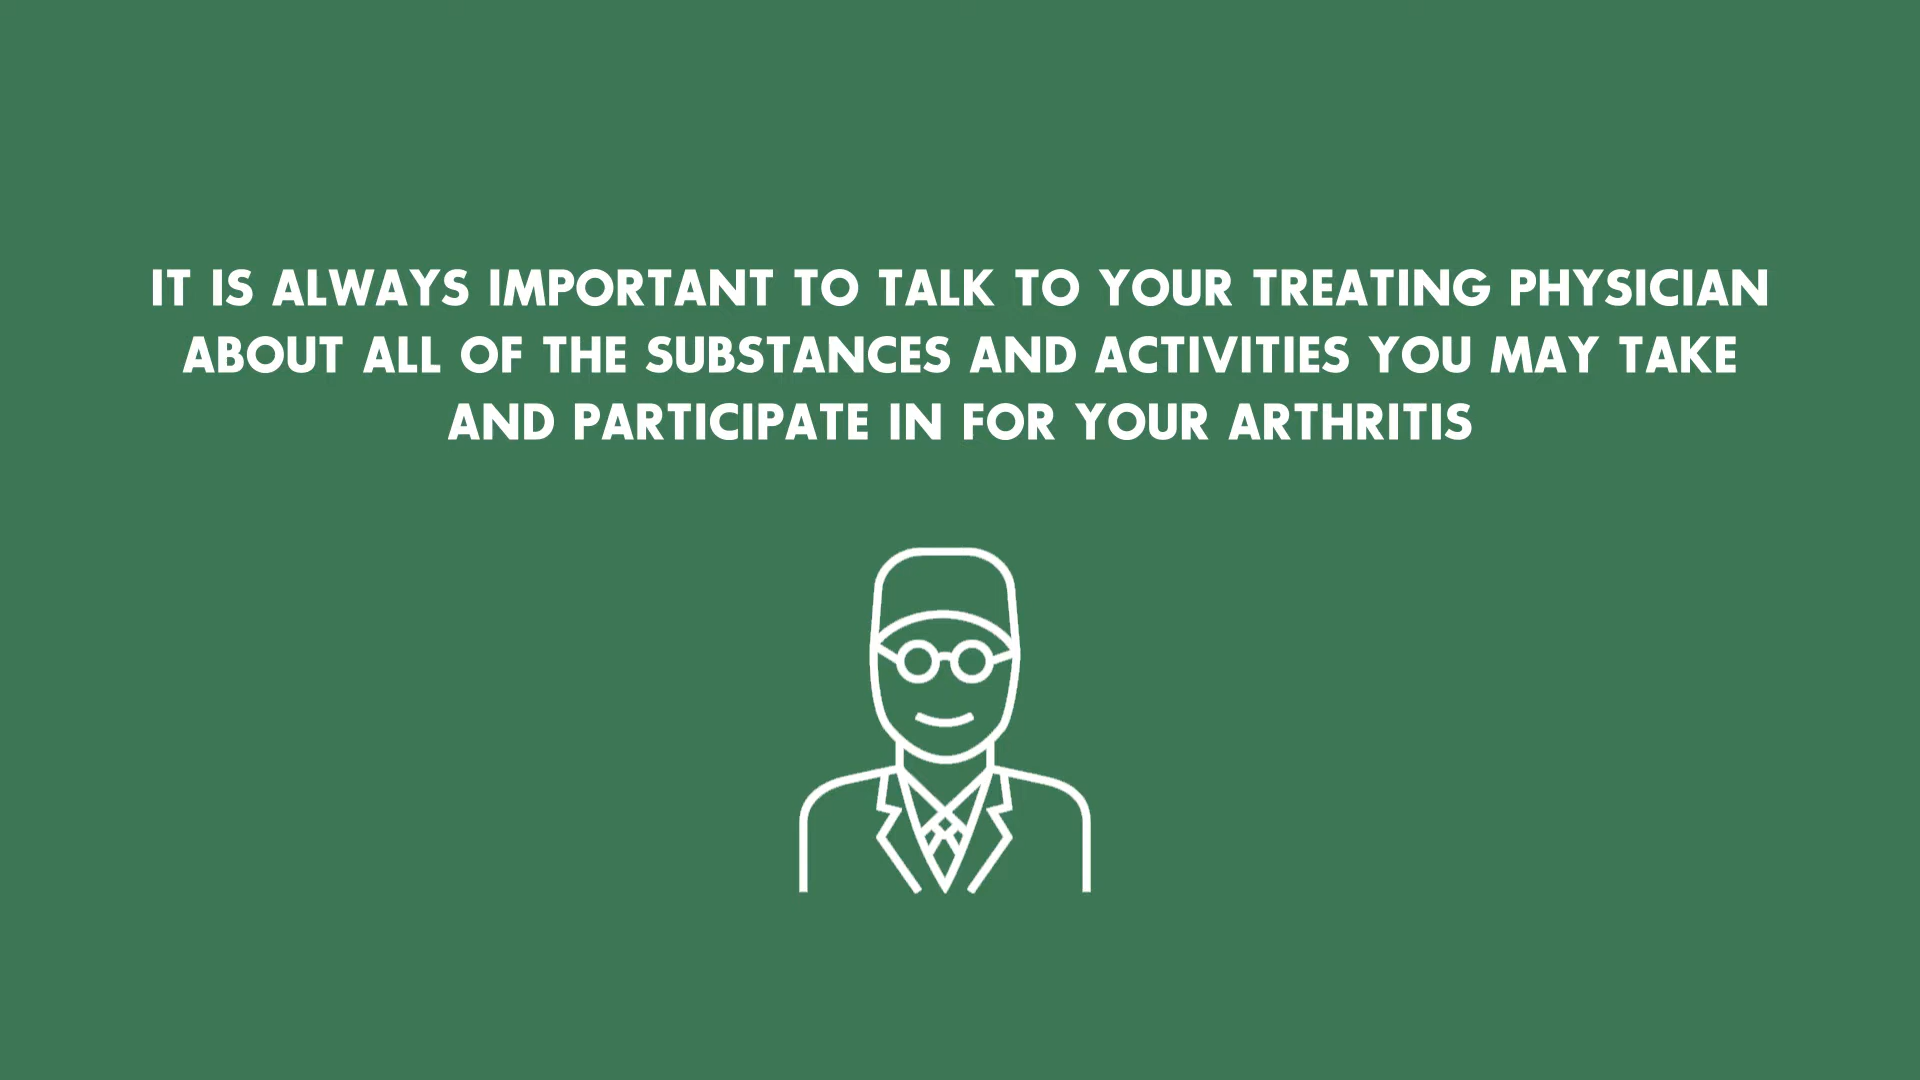 IT IS ALWAYS IMPORTANT TO TALK TO YOUR TREATING PHYSICIAN
ABOUT ALL OF THE SUBSTANCES AND ACTIVITIES YOU MAY TAKE
AND PARTICIPATE IN FOR YOUR ARTHRITIS